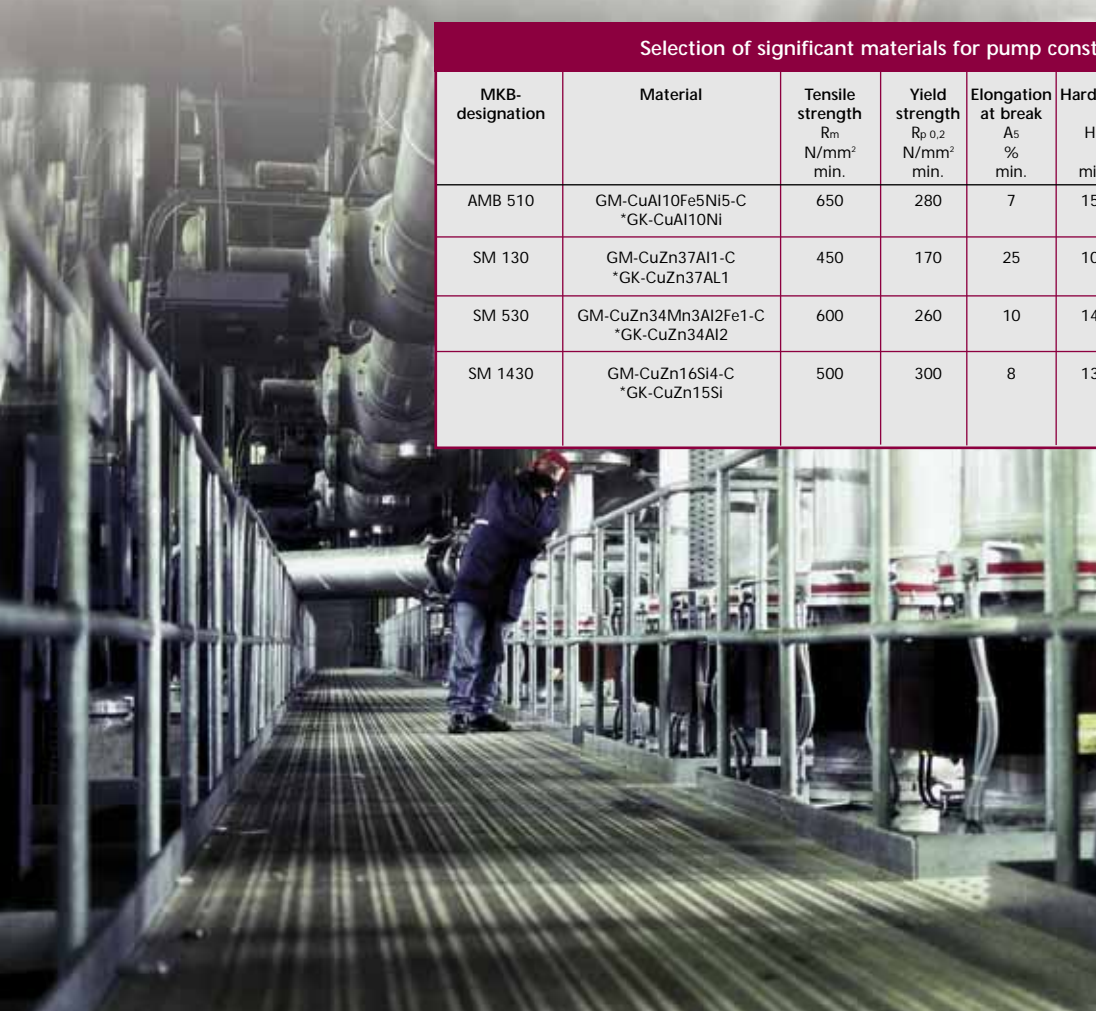 Selection of significant materials for pump
MKB-designation Material Tensile strength Rm N/mm² min. Yield strength Rp 0,2 N/mm² min. Elongation at break A5 % min.
AMB 510 GM-CuAl10Fe5Ni5-C 650 280 7
*GK-CuAl10Ni
SM 130 GM-CuZn37Al1-C 450 170 25
*GK-CuZn37AL1
SM 530 GM-CuZn34Mn3Al2Fe1-C 600 260 10
*GK-CuZn34Al2
SM 1430 GM-CuZn16Si4-C 500 300 8
*GK-CuZn15Si